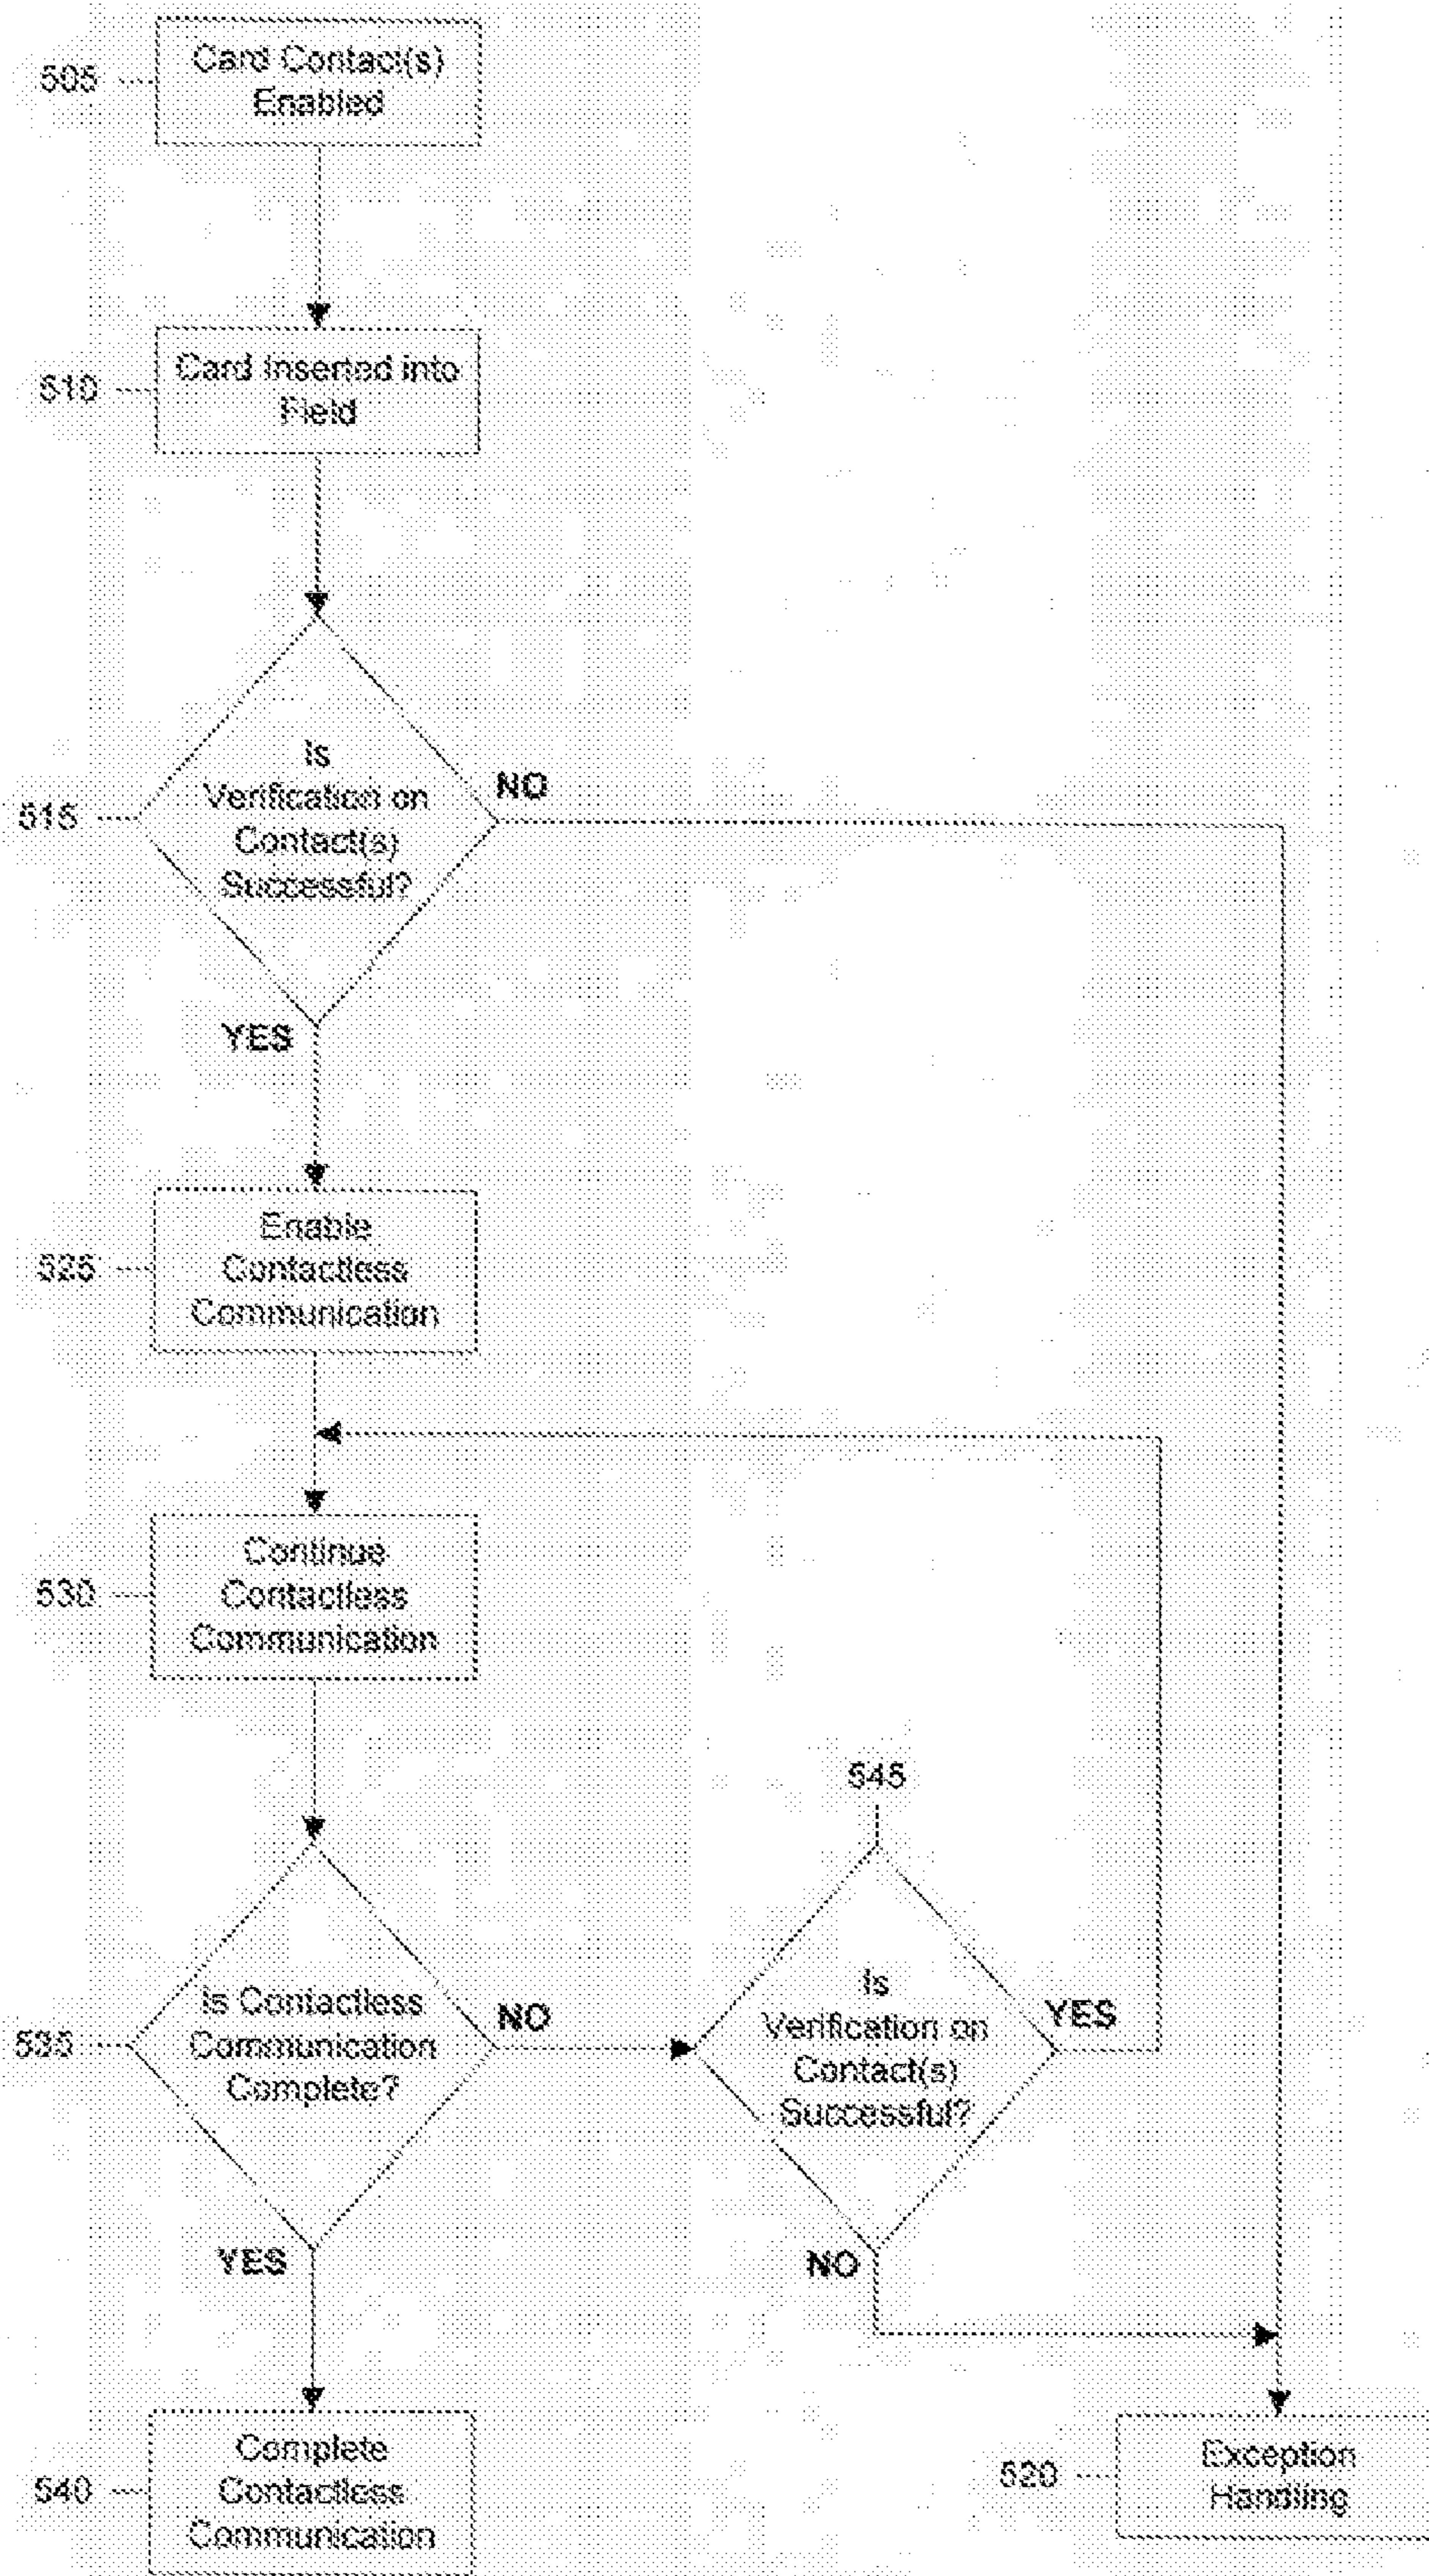 505
Card Contact(s)
Enabled
510
Card Inserted into
Field
515
Is
Verification on
Contact(s)
Successful?
NO
YES
525
Enable
Contactless
Communication
530
Continue
Contactless
Communication
535
Is Contactless
Communication
Complete?
NO
YES
545
Is
Verification on
Contact(s)
Successful?
YES
NO
540
Complete
Contactless
Communication
520
Exception
Handling